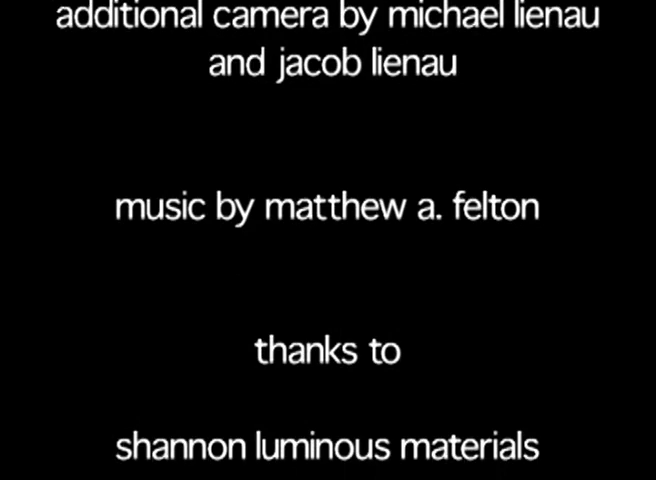 additional camera by michael lienau
and jacob lienau
music by matthew a. felton
thanks to
shannon luminous materials